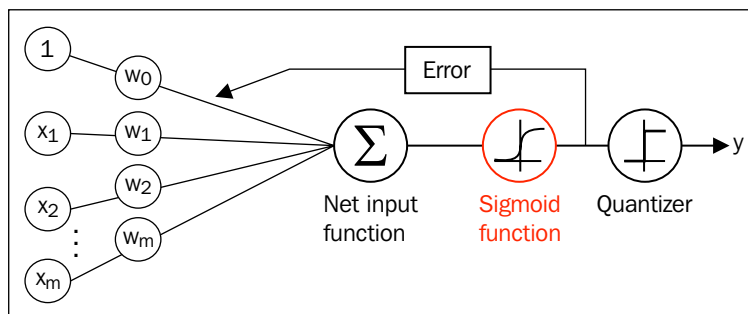 1
w0
x1
w1
x2
w2
⋮
wm
xm
Error
Σ
y
Net input
function
Sigmoid
function
Quantizer